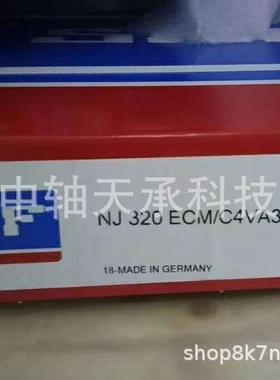 中轴天承科技
F
NJ 320 ECM/C4VA3
18-MADE IN GERMANY
shop8k7n